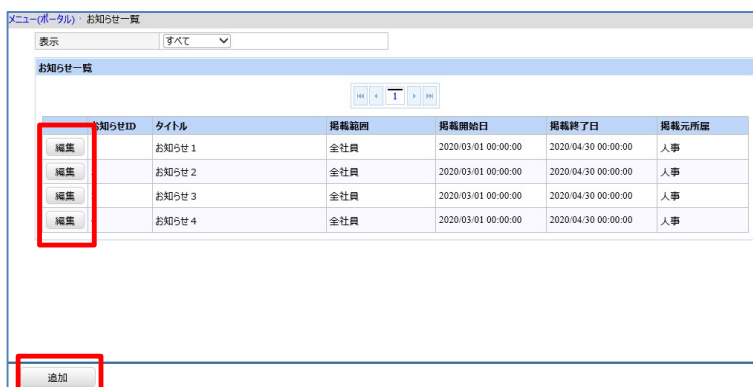 メニュー(ポータル) › お知らせ一覧
表示 すべて
お知らせ一覧
1
お知らせID タイトル 掲載範囲 掲載開始日 掲載終了日 掲載元所属
編集 お知らせ１ 全社員 2020/03/01 00:00:00 2020/04/30 00:00:00 人事
編集 お知らせ２ 全社員 2020/03/01 00:00:00 2020/04/30 00:00:00 人事
編集 お知らせ３ 全社員 2020/03/01 00:00:00 2020/04/30 00:00:00 人事
編集 お知らせ４ 全社員 2020/03/01 00:00:00 2020/04/30 00:00:00 人事
追加